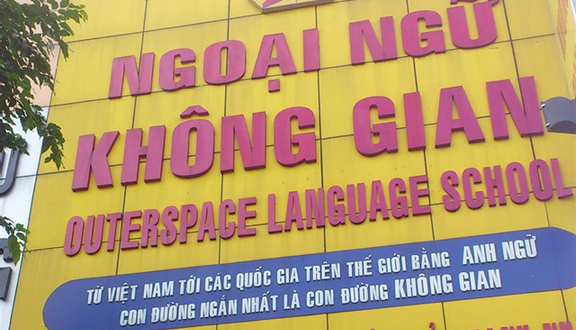 NGOẠI NGỮ
KHÔNG GIAN
OUTERSPACE LANGUAGE SCHOOL
TỪ VIỆT NAM TỚI CÁC QUỐC GIA TRÊN THẾ GIỚI BẰNG ANH NGỮ
CON ĐƯỜNG NGẮN NHẤT LÀ CON ĐƯỜNG KHÔNG GIAN